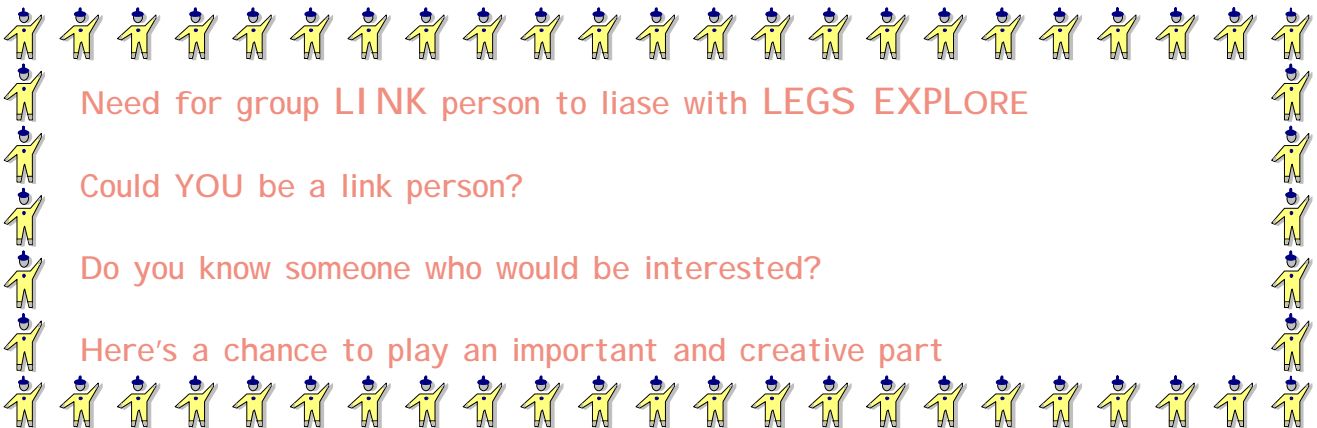 Need for group LINK person to liase with LEGS EXPLORE
Could YOU be a link person?
Do you know someone who would be interested?
Here's a chance to play an important and creative part